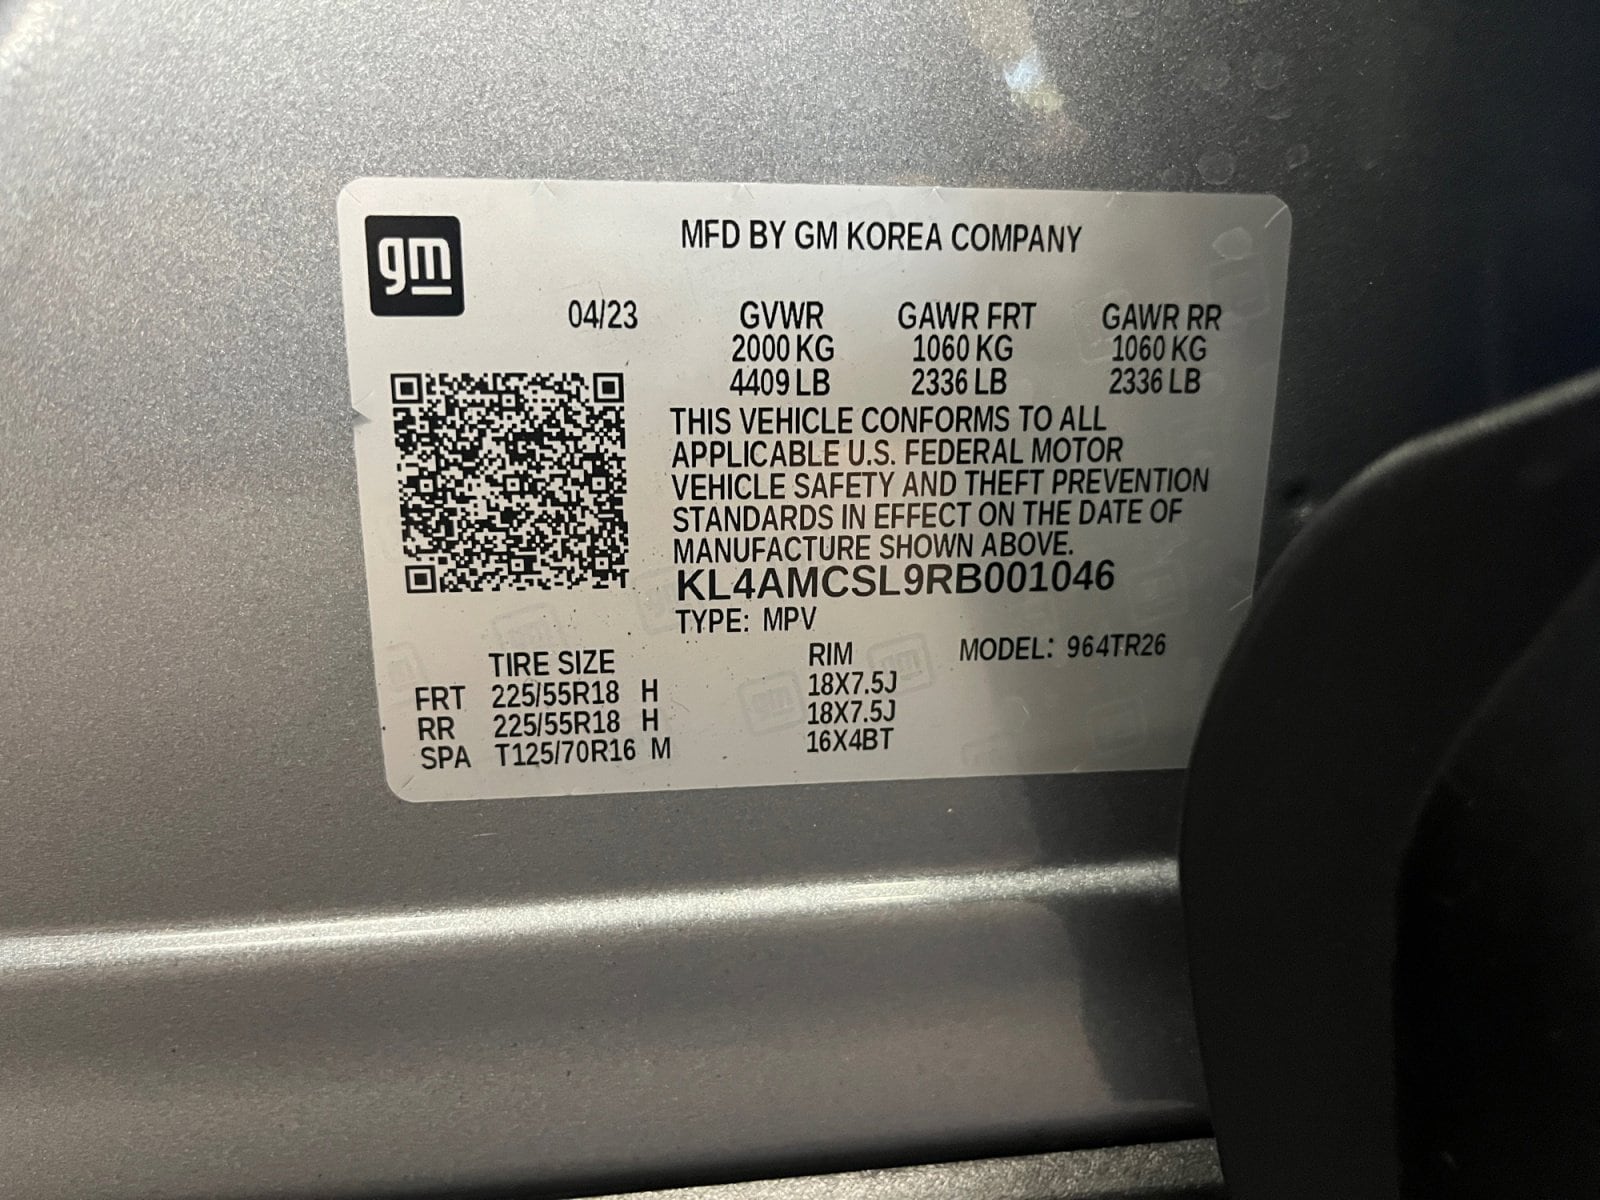 gm
MFD BY GM KOREA COMPANY
04/23 GVWR GAWR FRT GAWR RR
2000 KG 1060 KG 1060 KG
4409 LB 2336 LB 2336 LB
THIS VEHICLE CONFORMS TO ALL
APPLICABLE U.S. FEDERAL MOTOR
VEHICLE SAFETY AND THEFT PREVENTION
STANDARDS IN EFFECT ON THE DATE OF
MANUFACTURE SHOWN ABOVE.
KL4AMCSL9RB001046
TYPE: MPV
TIRE SIZE RIM MODEL: 964TR26
FRT 225/55R18 H 18X7.5J
RR 225/55R18 H 18X7.5J
SPA T125/70R16 M 16X4BT